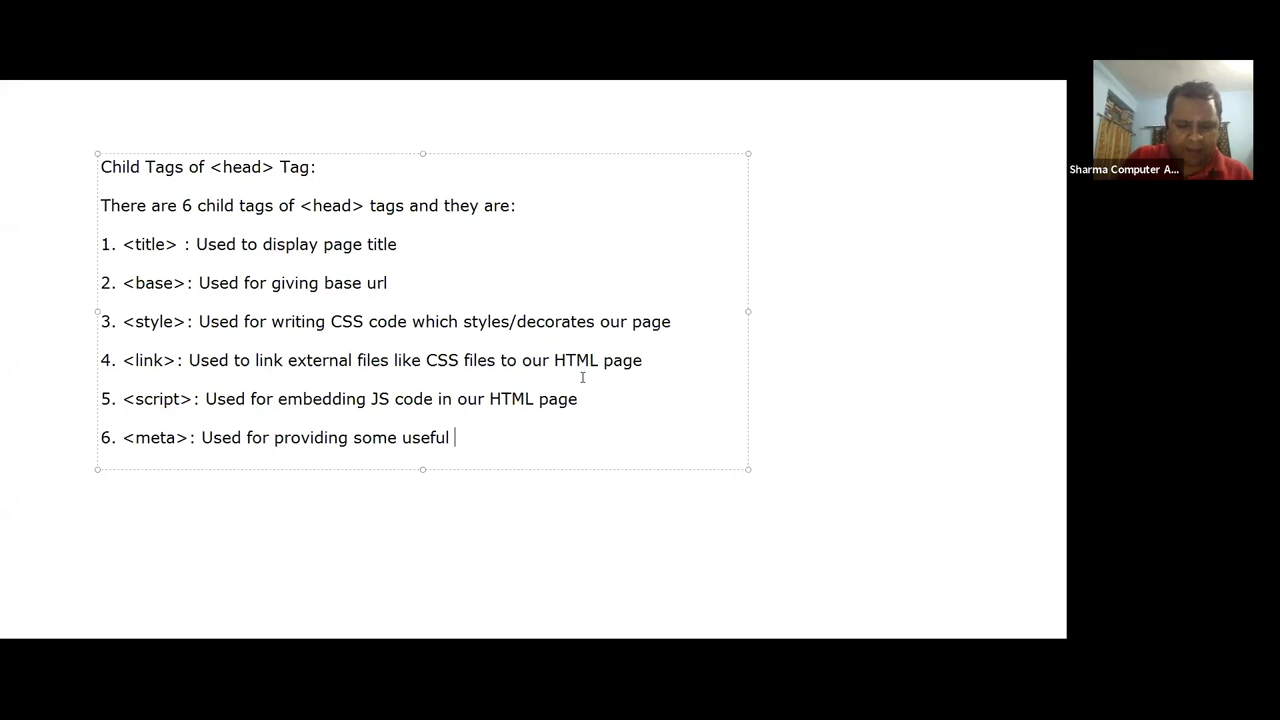 Child Tags of <head> Tag:
There are 6 child tags of <head> tags and they are:
1. <title> : Used to display page title
2. <base>: Used for giving base url
3. <style>: Used for writing CSS code which styles/decorates our page
4. <link>: Used to link external files like CSS files to our HTML page
5. <script>: Used for embedding JS code in our HTML page
6. <meta>: Used for providing some useful
Sharma Computer A...